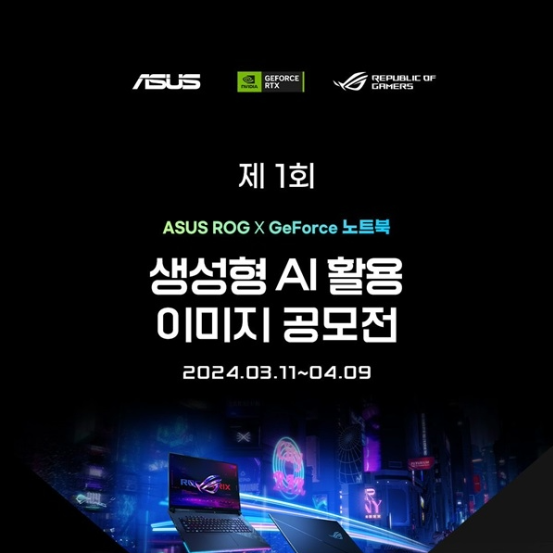 ASUS
NVIDIA
GEFORCE
RTX
REPUBLIC OF
GAMERS
제 1회
ASUS ROG X GeForce 노트북
생성형 AI 활용
이미지 공모전
2024.03.11~04.09